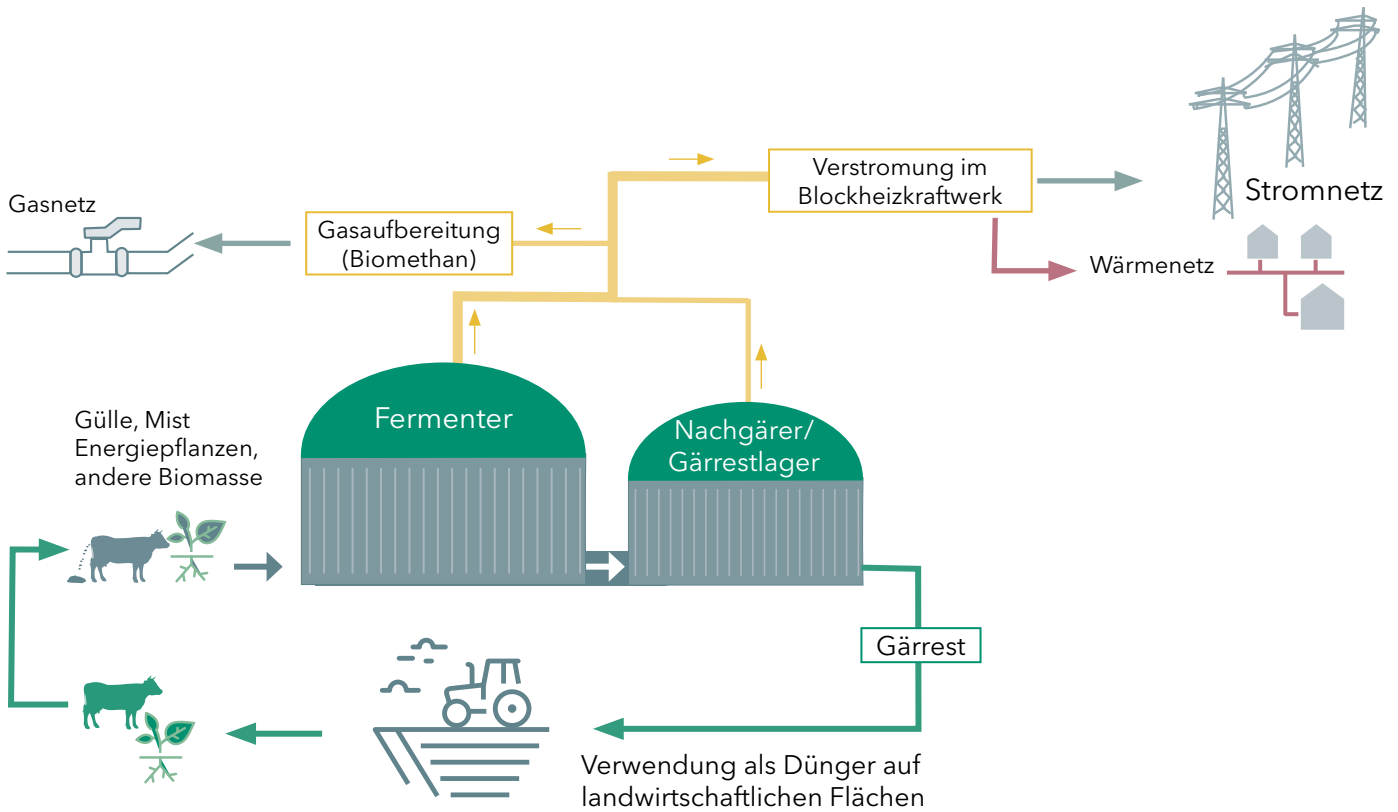 Verstromung im
Blockheizkraftwerk
Stromnetz
Gasnetz
Gasaufbereitung
(Biomethan)
Wärmenetz
Gülle, Mist
Energiepflanzen,
andere Biomasse
Fermenter
Nachgärer/
Gärrestlager
Gärrest
Verwendung als Dünger auf
landwirtschaftlichen Flächen